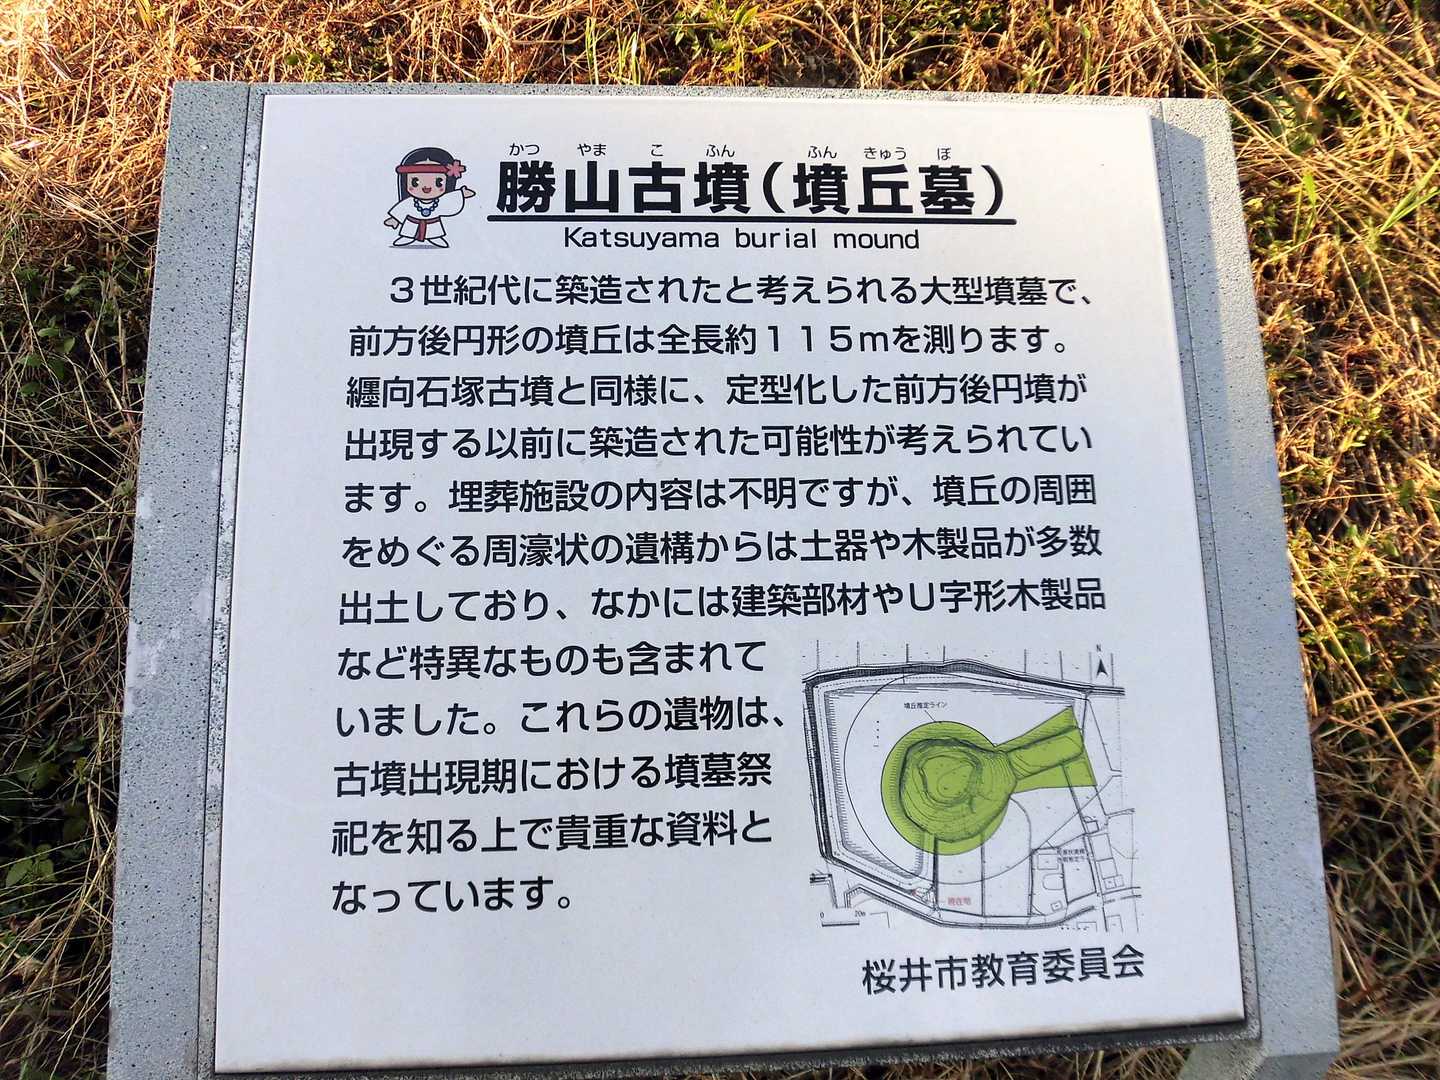 かつ やま こ ふん ふん きゅう ぼ
勝山古墳（墳丘墓）
Katsuyama burial mound
３世紀代に築造されたと考えられる大型墳墓で、
前方後円形の墳丘は全長約１１５ｍを測ります。
纒向石塚古墳と同様に、定型化した前方後円墳が
出現する以前に築造された可能性が考えられてい
ます。埋葬施設の内容は不明ですが、墳丘の周囲
をめぐる周濠状の遺構からは土器や木製品が多数
出土しており、なかには建築部材やＵ字形木製品
など特異なものも含まれて
いました。これらの遺物は、
古墳出現期における墳墓祭
祀を知る上で貴重な資料と
なっています。
N
墳丘推定ライン
現在地
0 20m
桜井市教育委員会